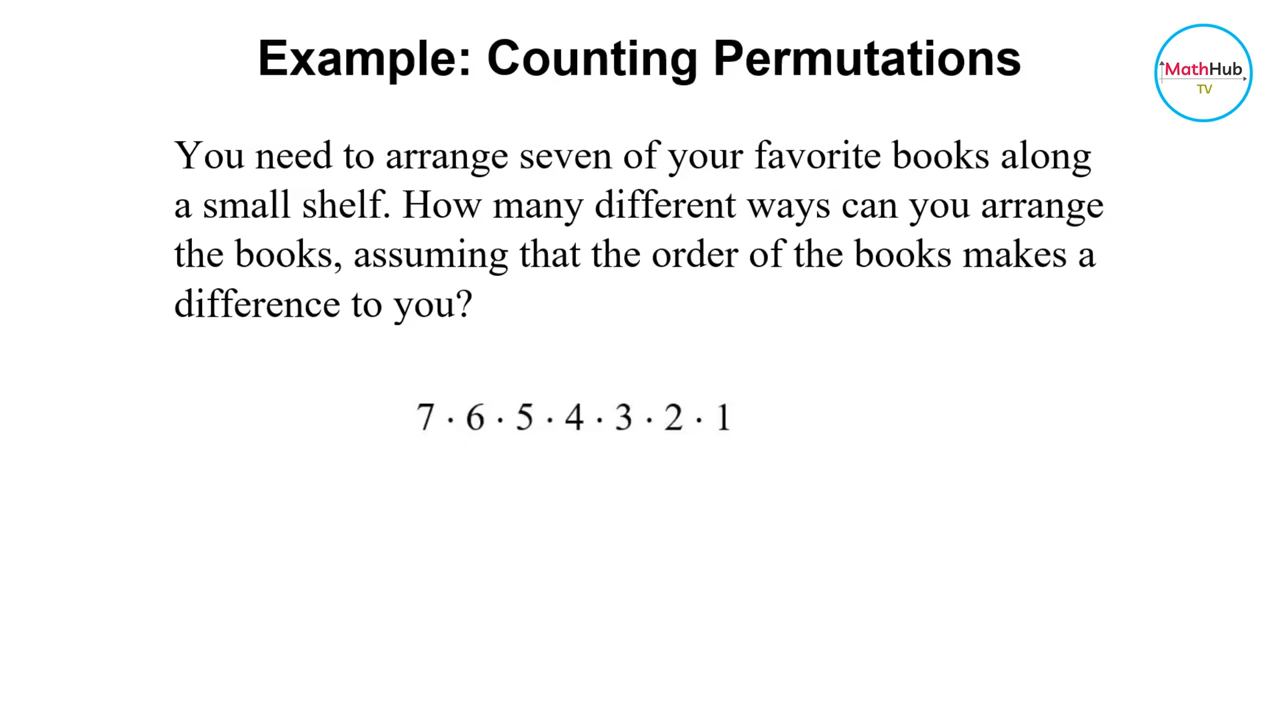 Example: Counting Permutations
MathHub
TV
You need to arrange seven of your favorite books along
a small shelf. How many different ways can you arrange
the books, assuming that the order of the books makes a
difference to you?
7 · 6 · 5 · 4 · 3 · 2 · 1